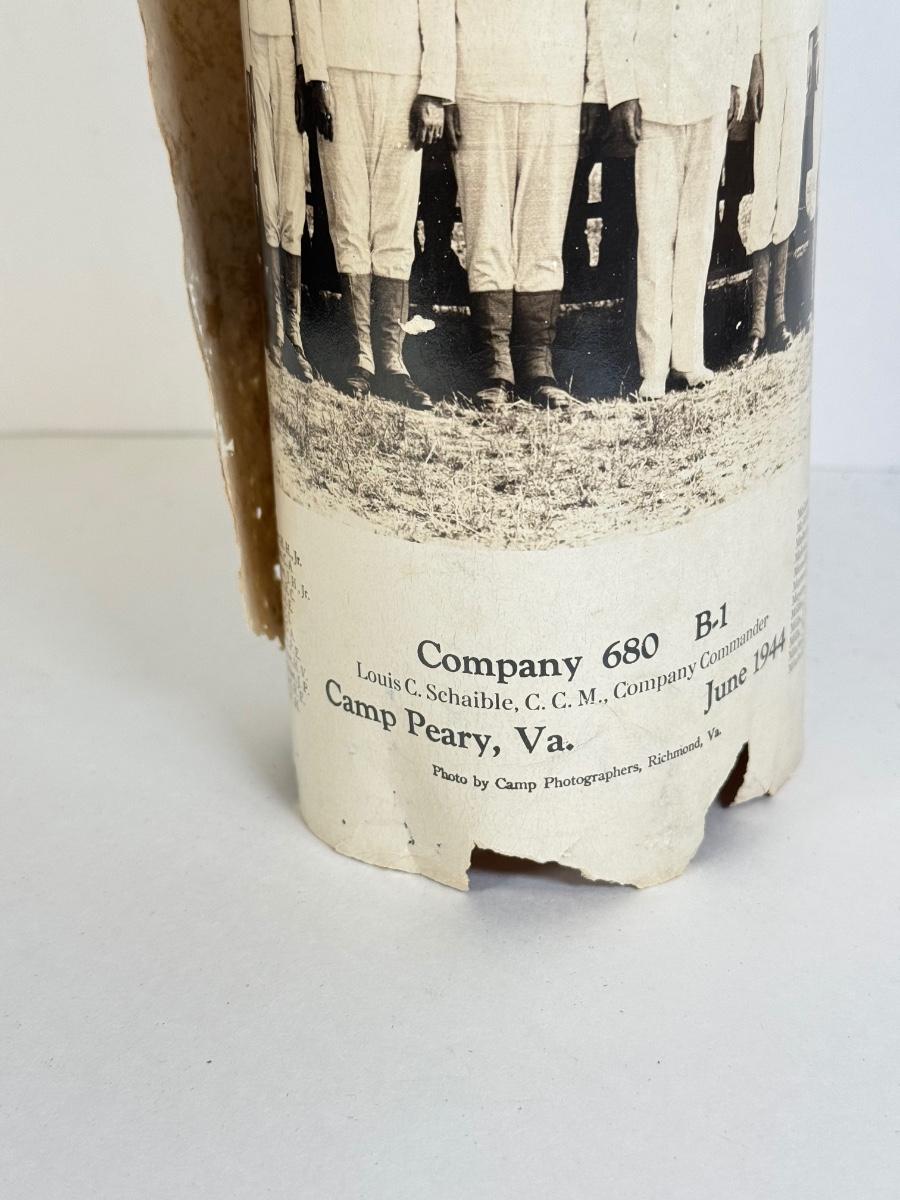 Company 680 B-1
Louis C. Schaible, C. C. M., Company Commander
Camp Peary, Va. June 1944
Photo by Camp Photographers, Richmond, Va.